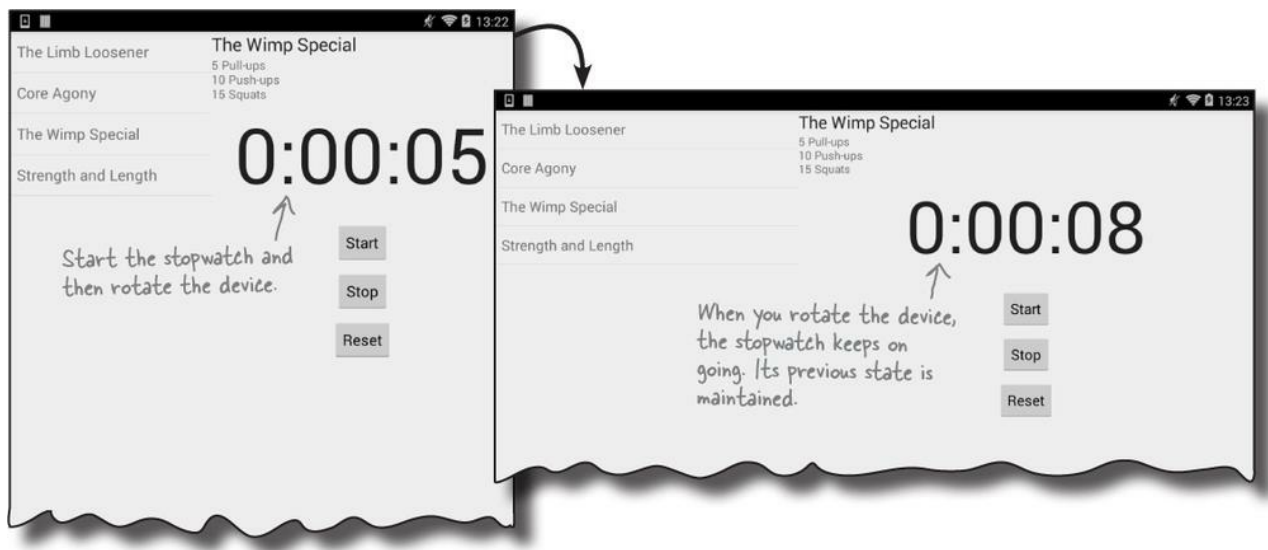 13:22
The Limb Loosener
Core Agony
The Wimp Special
Strength and Length
The Wimp Special
5 Pull-ups
10 Push-ups
15 Squats
0:00:05
Start the stopwatch and
then rotate the device.
Start
Stop
Reset
13:23
The Limb Loosener
Core Agony
The Wimp Special
Strength and Length
The Wimp Special
5 Pull-ups
10 Push-ups
15 Squats
0:00:08
When you rotate the device,
the stopwatch keeps on
going. Its previous state is
maintained.
Start
Stop
Reset